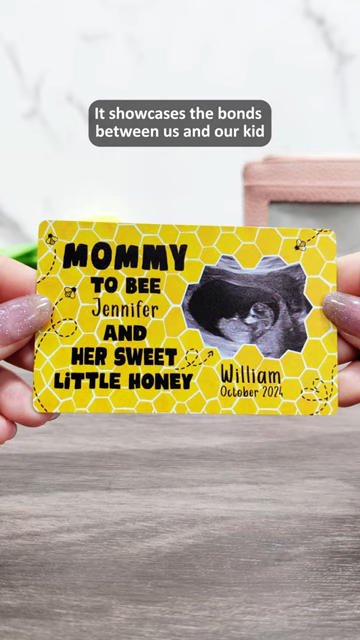 It showcases the bonds
between us and our kid
MOMMY
TO BEE
Jennifer
AND
HER SWEET
LiTTLE HONEY
William
October 2024